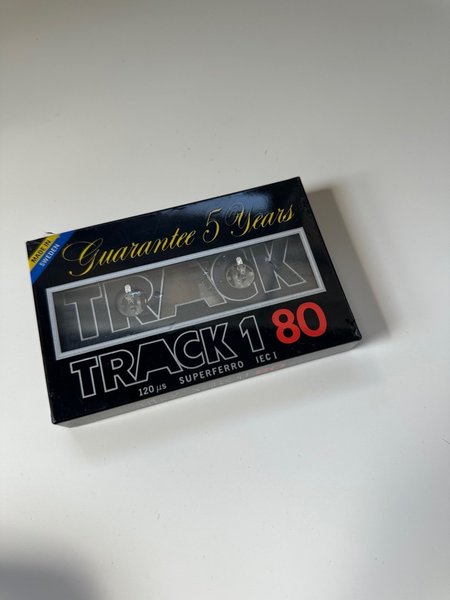 MADE IN
SWEDEN
Guarantee 5 Years
TRACK
TRACK 1 80
120 µs SUPERFERRO IEC I